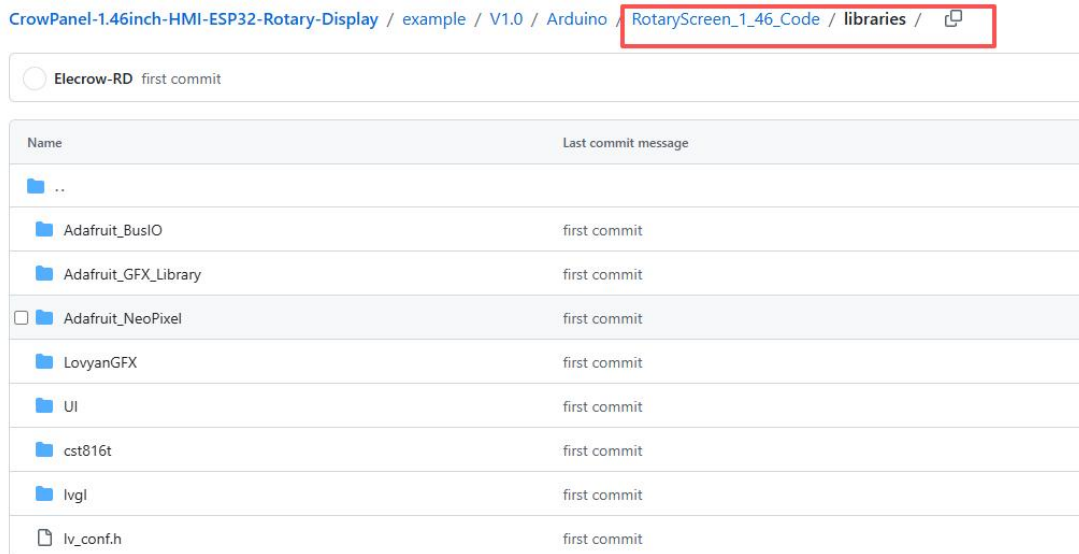 CrowPanel-1.46inch-HMI-ESP32-Rotary-Display / example / V1.0 / Arduino / RotaryScreen_1_46_Code / libraries /
Elecrow-RD first commit
Name Last commit message
..
Adafruit_BusIO first commit
Adafruit_GFX_Library first commit
Adafruit_NeoPixel first commit
LovyanGFX first commit
UI first commit
cst816t first commit
lvgl first commit
lv_conf.h first commit